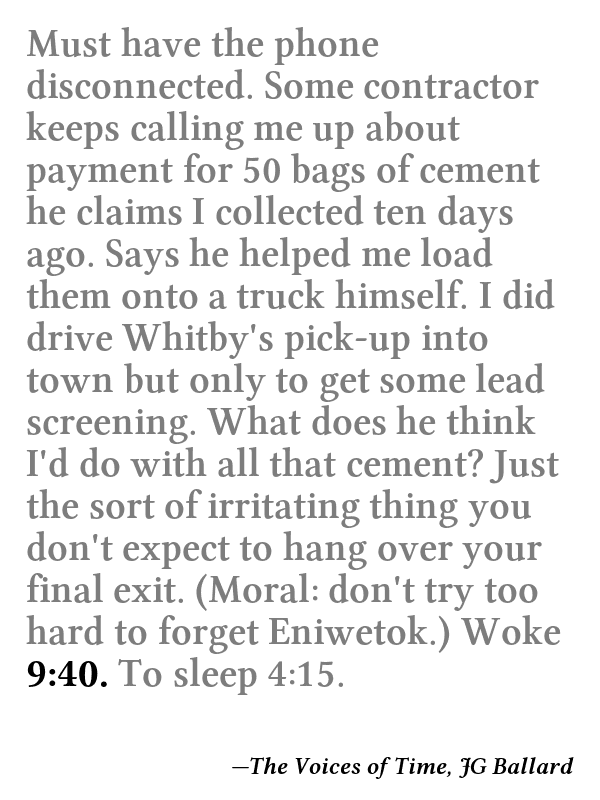 Must have the phone
disconnected. Some contractor
keeps calling me up about
payment for 50 bags of cement
he claims I collected ten days
ago. Says he helped me load
them onto a truck himself. I did
drive Whitby's pick-up into
town but only to get some lead
screening. What does he think
I'd do with all that cement? Just
the sort of irritating thing you
don't expect to hang over your
final exit. (Moral: don't try too
hard to forget Eniwetok.) Woke
9:40. To sleep 4:15.
—The Voices of Time, JG Ballard